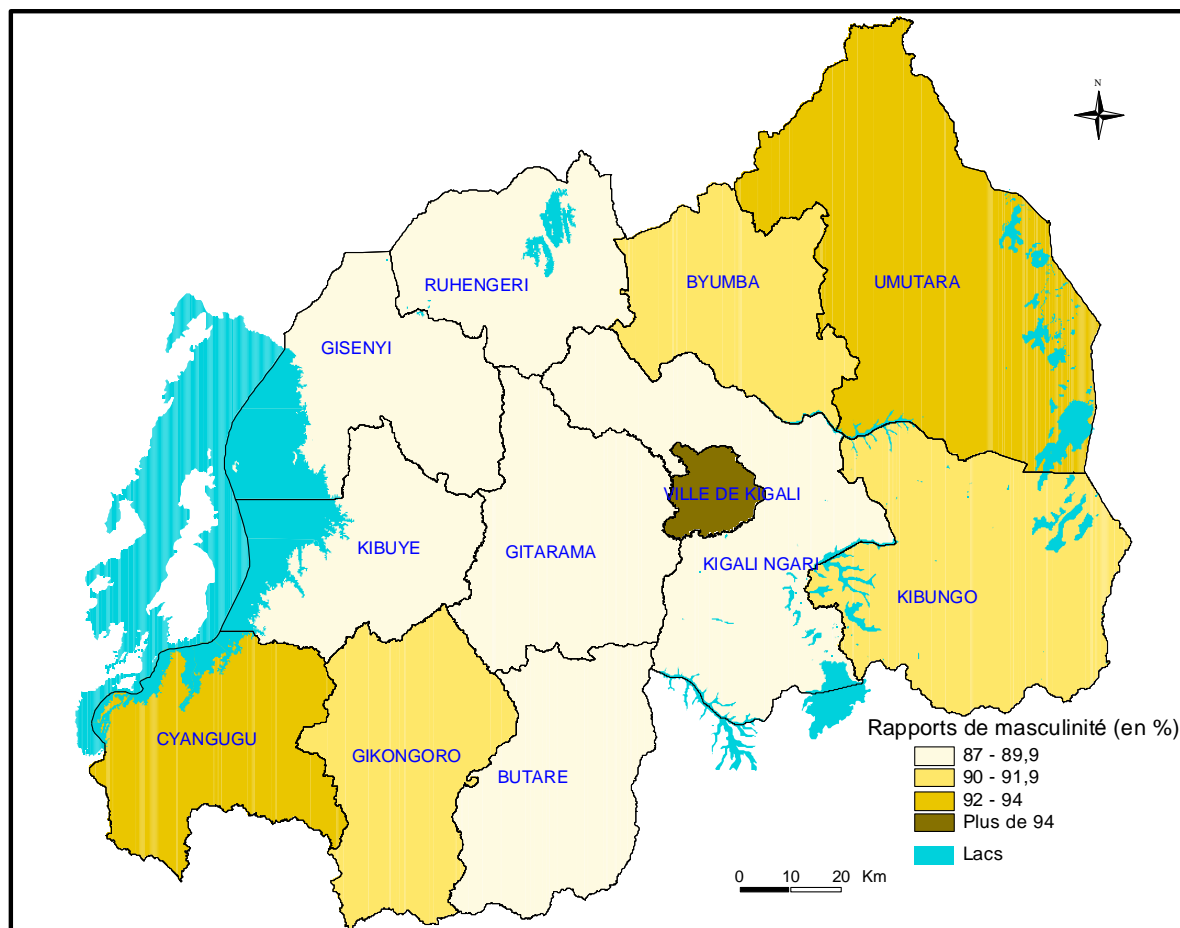 N
RUHENGERI
BYUMBA
UMUTARA
GISENYI
VILLE DE KIGALI
KIBUYE
GITARAMA
KIGALI NGARI
KIBUNGO
CYANGUGU
GIKONGORO
BUTARE
Rapports de masculinité (en %)
87 - 89,9
90 - 91,9
92 - 94
Plus de 94
Lacs
0 10 20 Km